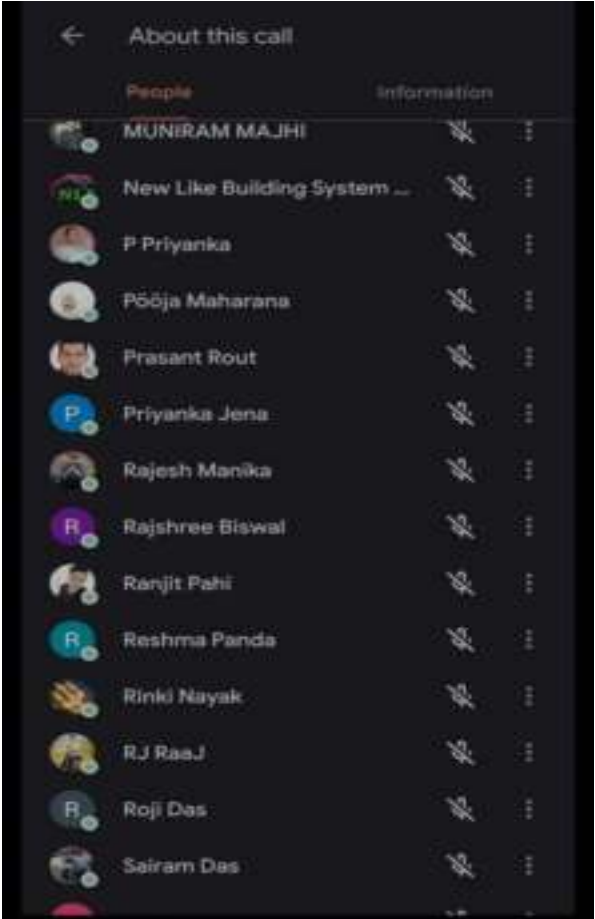 About this call
People Information
MUNIRAM MAJHI
New Like Building System ...
P Priyanka
Pööja Maharana
Prasant Rout
P Priyanka Jena
Rajesh Manika
R Rajshree Biswal
Ranjit Pahi
R Reshma Panda
Rinki Nayak
RJ RaaJ
R Roji Das
Sairam Das